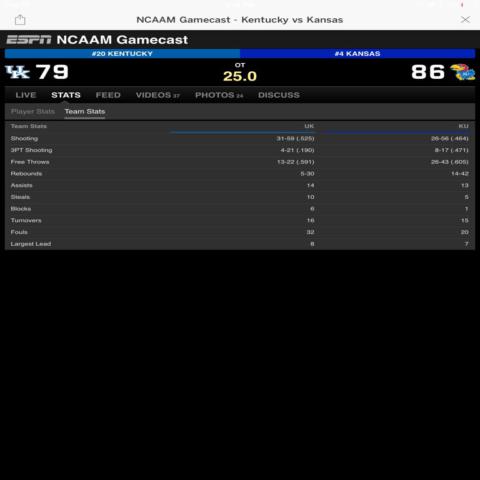 NCAAM Gamecast - Kentucky vs Kansas
ESPN NCAAM Gamecast
#20 KENTUCKY #4 KANSAS
UK 79 OT 25.0 86
LIVE STATS FEED VIDEOS 37 PHOTOS 24 DISCUSS
Player Stats Team Stats
Team Stats UK KU
Shooting 31-59 (.525) 26-56 (.464)
3PT Shooting 4-21 (.190) 8-17 (.471)
Free Throws 13-22 (.591) 26-43 (.605)
Rebounds 5-30 14-42
Assists 14 13
Steals 10 5
Blocks 6 1
Turnovers 16 15
Fouls 32 20
Largest Lead 8 7